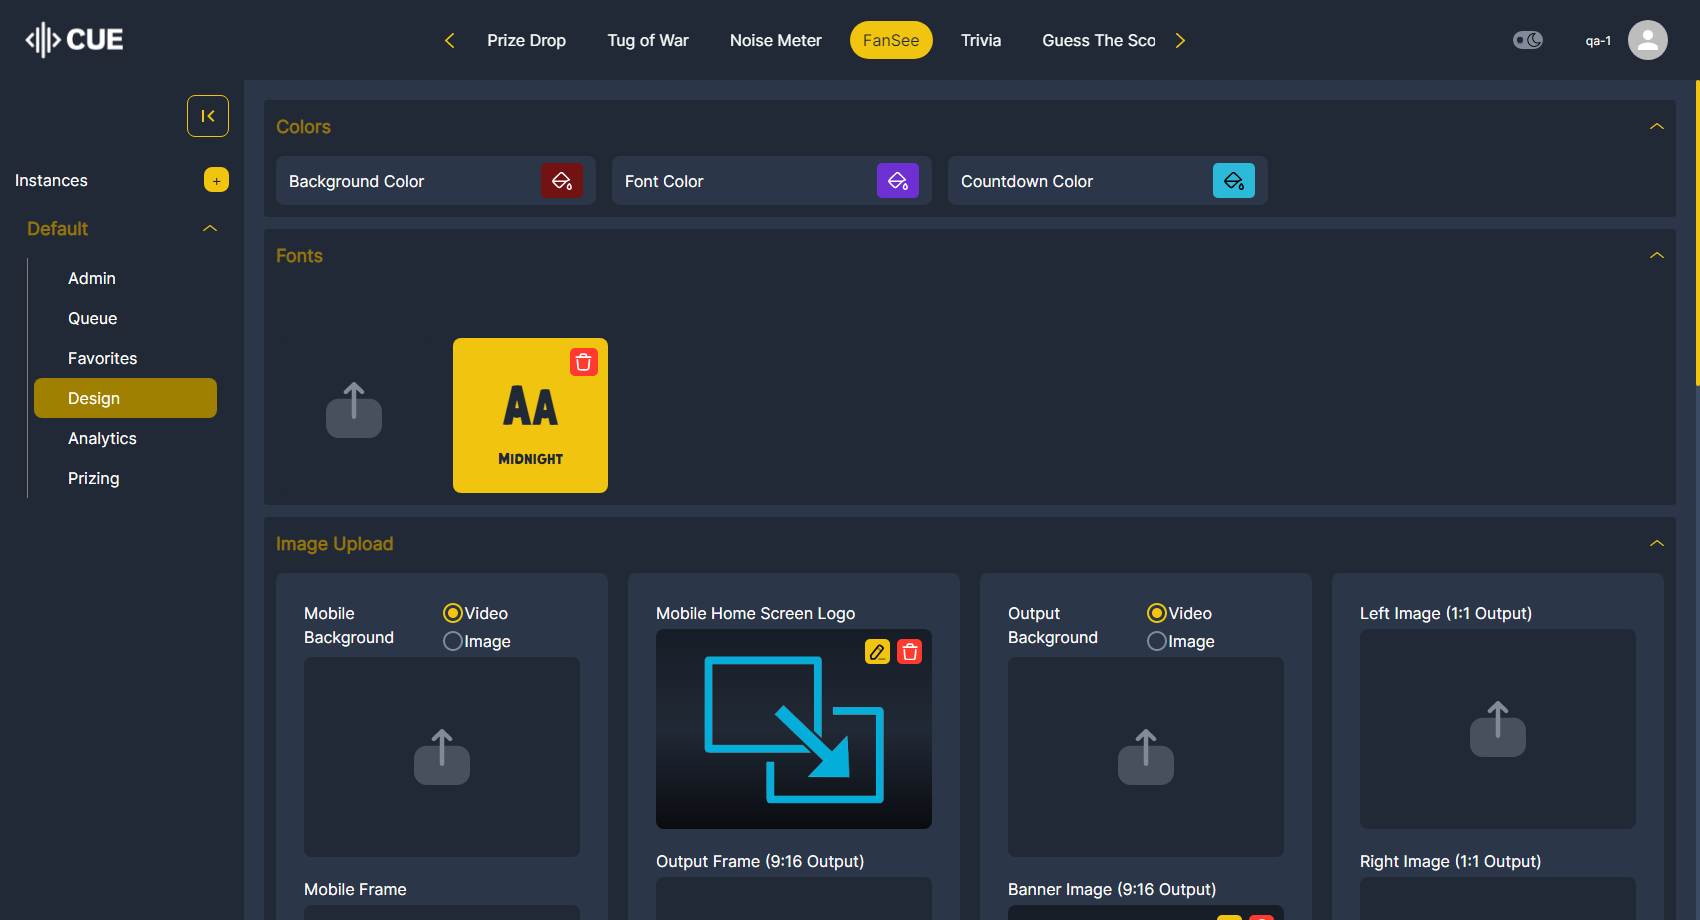 CUE
Prize Drop
Tug of War
Noise Meter
FanSee
Trivia
Guess The Sco
qa-1
Instances
Default
Admin
Queue
Favorites
Design
Analytics
Prizing
Colors
Background Color
Font Color
Countdown Color
Fonts
AA
MIDNIGHT
Image Upload
Mobile
Background
Video
Image
Mobile Home Screen Logo
Output
Background
Video
Image
Left Image (1:1 Output)
Mobile Frame
Output Frame (9:16 Output)
Banner Image (9:16 Output)
Right Image (1:1 Output)